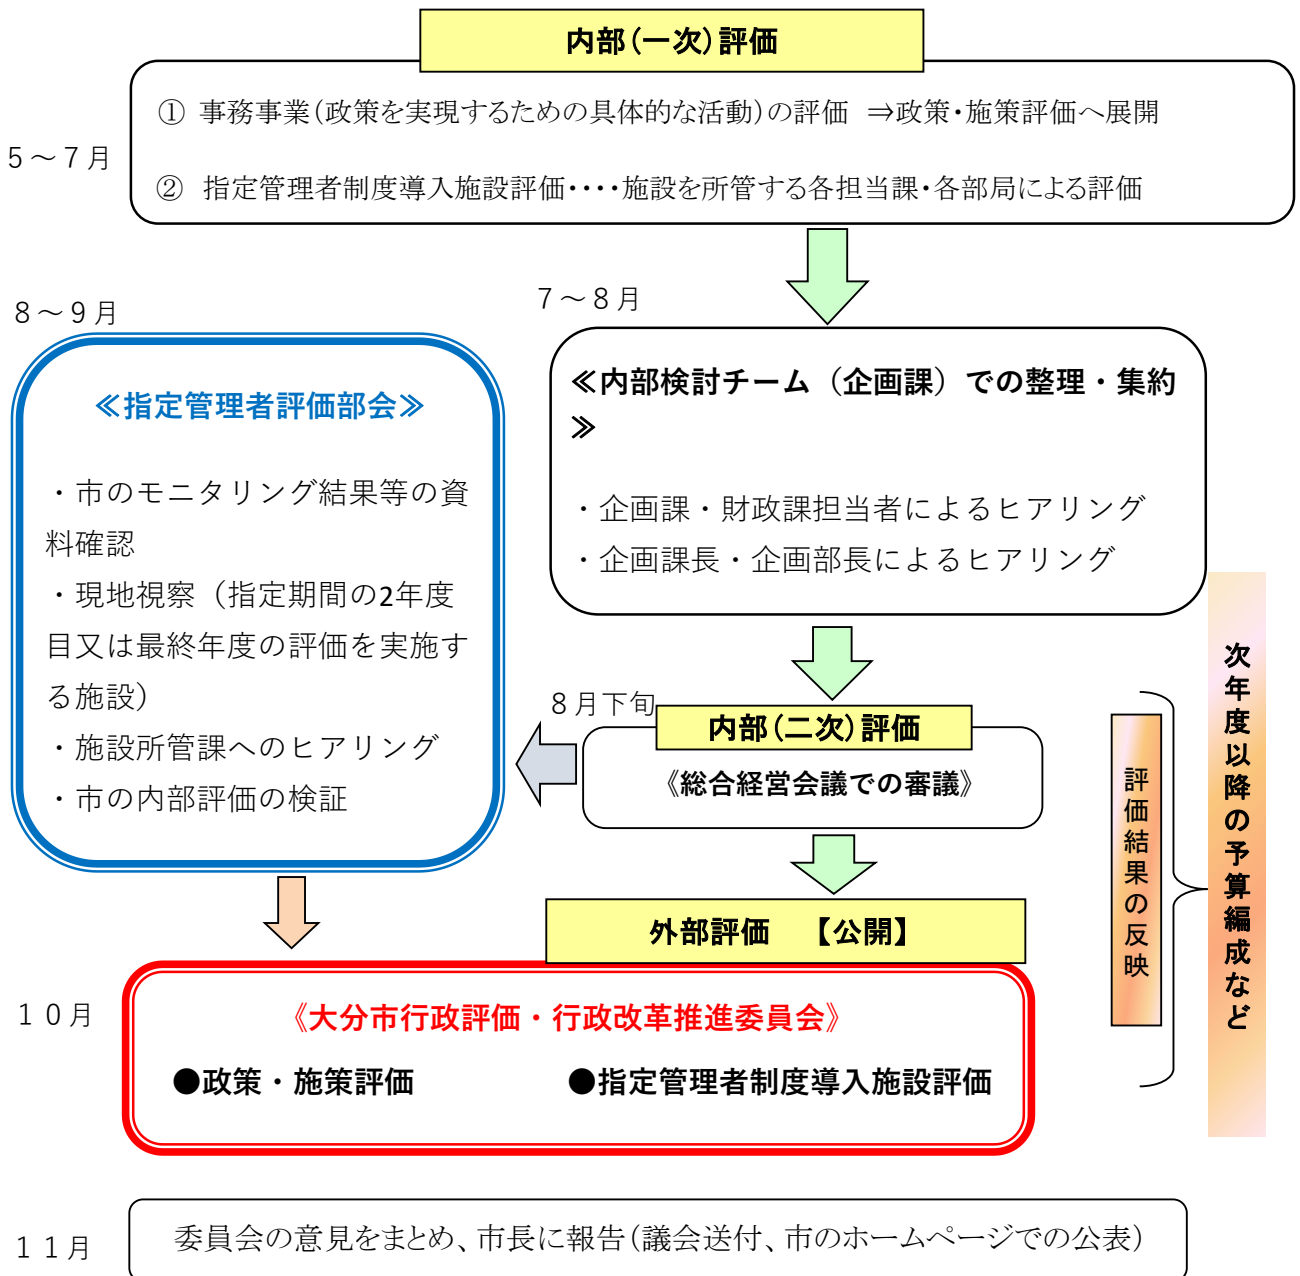 内部(一次)評価
5～7月
① 事務事業(政策を実現するための具体的な活動)の評価 ⇒政策・施策評価へ展開
② 指定管理者制度導入施設評価・・・・施設を所管する各担当課・各部局による評価
8～9月
≪指定管理者評価部会≫
・市のモニタリング結果等の資
料確認
・現地視察（指定期間の2年度
目又は最終年度の評価を実施す
る施設）
・施設所管課へのヒアリング
・市の内部評価の検証
7～8月
≪内部検討チーム（企画課）での整理・集約
≫
・企画課・財政課担当者によるヒアリング
・企画課長・企画部長によるヒアリング
8月下旬
内部(二次)評価
《総合経営会議での審議》
評価結果の反映
次年度以降の予算編成など
外部評価 【公開】
10月
《大分市行政評価・行政改革推進委員会》
●政策・施策評価 ●指定管理者制度導入施設評価
11月
委員会の意見をまとめ、市長に報告(議会送付、市のホームページでの公表)